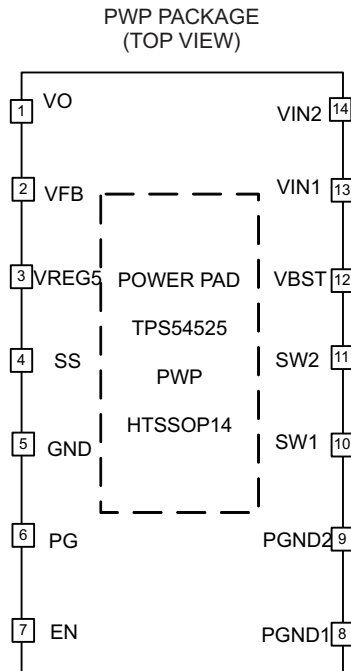 PWP PACKAGE
(TOP VIEW)
1 VO
VIN2 14
2 VFB
VIN1 13
3 VREG5
POWER PAD
VBST 12
TPS54525
4 SS
SW2 11
PWP
HTSSOP14
5 GND
SW1 10
6 PG
PGND2 9
7 EN
PGND1 8